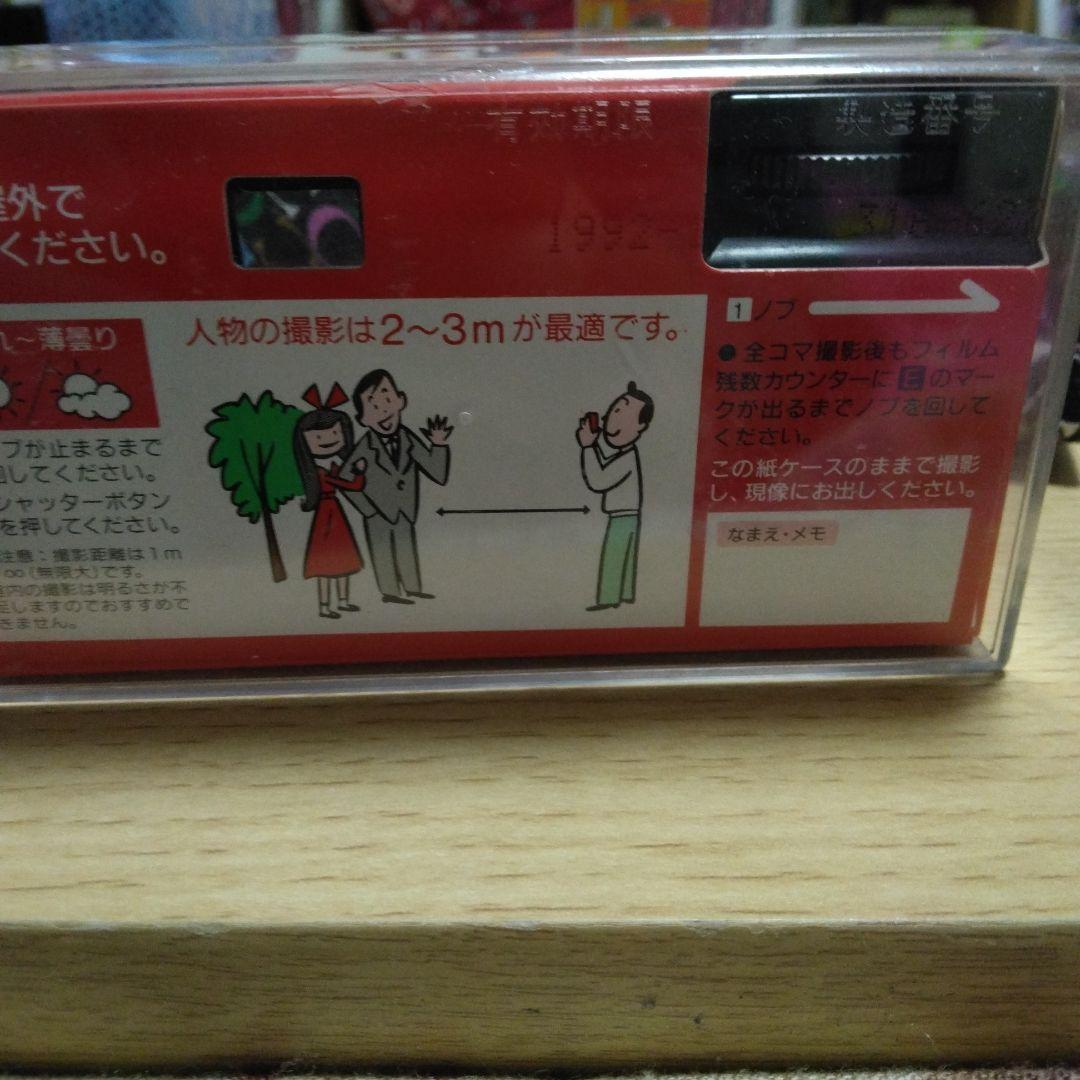 有効期限
製造番号
1992-
屋外で
ください。
れ〜薄曇り
人物の撮影は2〜3mが最適です。
ブが止まるまで
回してください。
シャッターボタン
を押してください。
注意：撮影距離は1m
∞(無限大)です。
室内の撮影は明るさが不
足しますのでおすすめで
きません。
1 ノブ
●全コマ撮影後もフィルム
残数カウンターにEのマー
クが出るまでノブを回して
ください。
この紙ケースのままで撮影
し、現像にお出しください。
なまえ・メモ